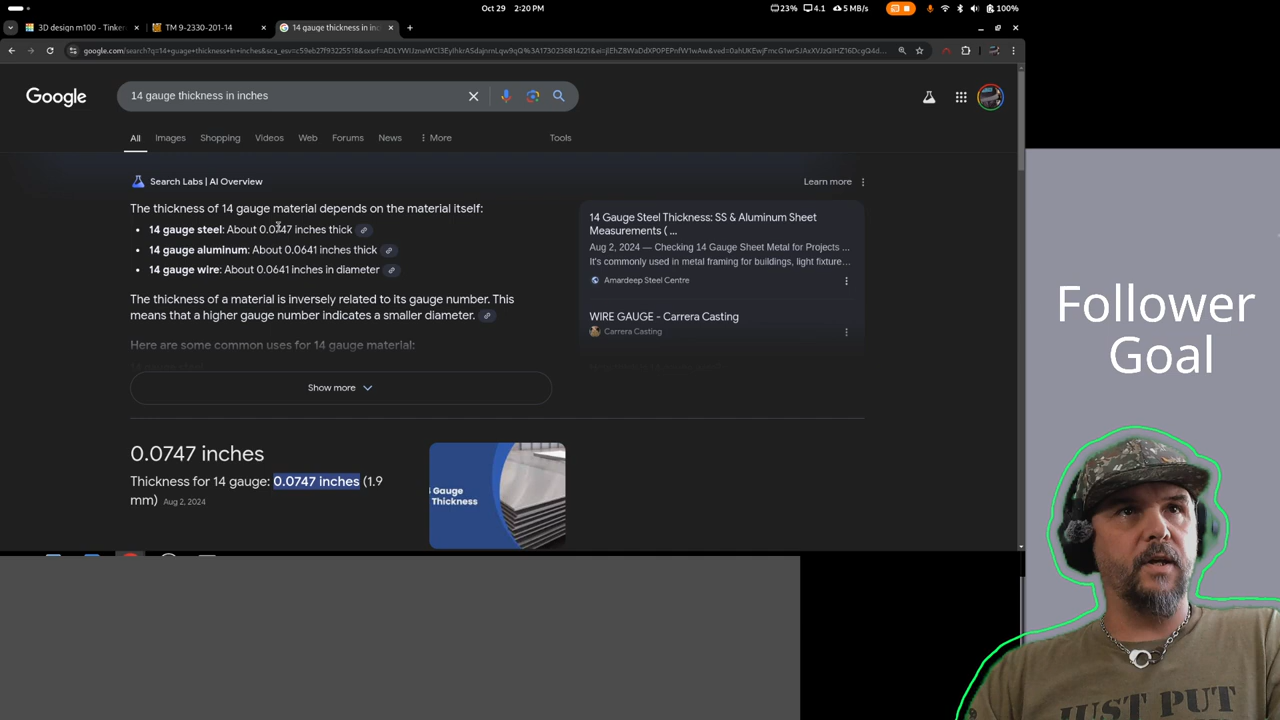 Oct 29 2:20 PM
23% 4.1 5 MB/s 100%
3D design m100 - Tinker
TM 9-2330-201-14
14 gauge thickness in inc
Google
14 gauge thickness in inches
All Images Shopping Videos Web Forums News More Tools
Search Labs | AI Overview
Learn more
The thickness of 14 gauge material depends on the material itself:
• 14 gauge steel: About 0.0747 inches thick
• 14 gauge aluminum: About 0.0641 inches thick
• 14 gauge wire: About 0.0641 inches in diameter
The thickness of a material is inversely related to its gauge number. This
means that a higher gauge number indicates a smaller diameter.
Here are some common uses for 14 gauge material:
Show more
14 Gauge Steel Thickness: SS & Aluminum Sheet
Measurements ( ...
Aug 2, 2024 — Checking 14 Gauge Sheet Metal for Projects ...
It's commonly used in metal framing for buildings, light fixture...
Amardeep Steel Centre
WIRE GAUGE - Carrera Casting
Carrera Casting
0.0747 inches
Thickness for 14 gauge: 0.0747 inches (1.9
mm) Aug 2, 2024
Gauge
Thickness
Follower
Goal
JUST PUT